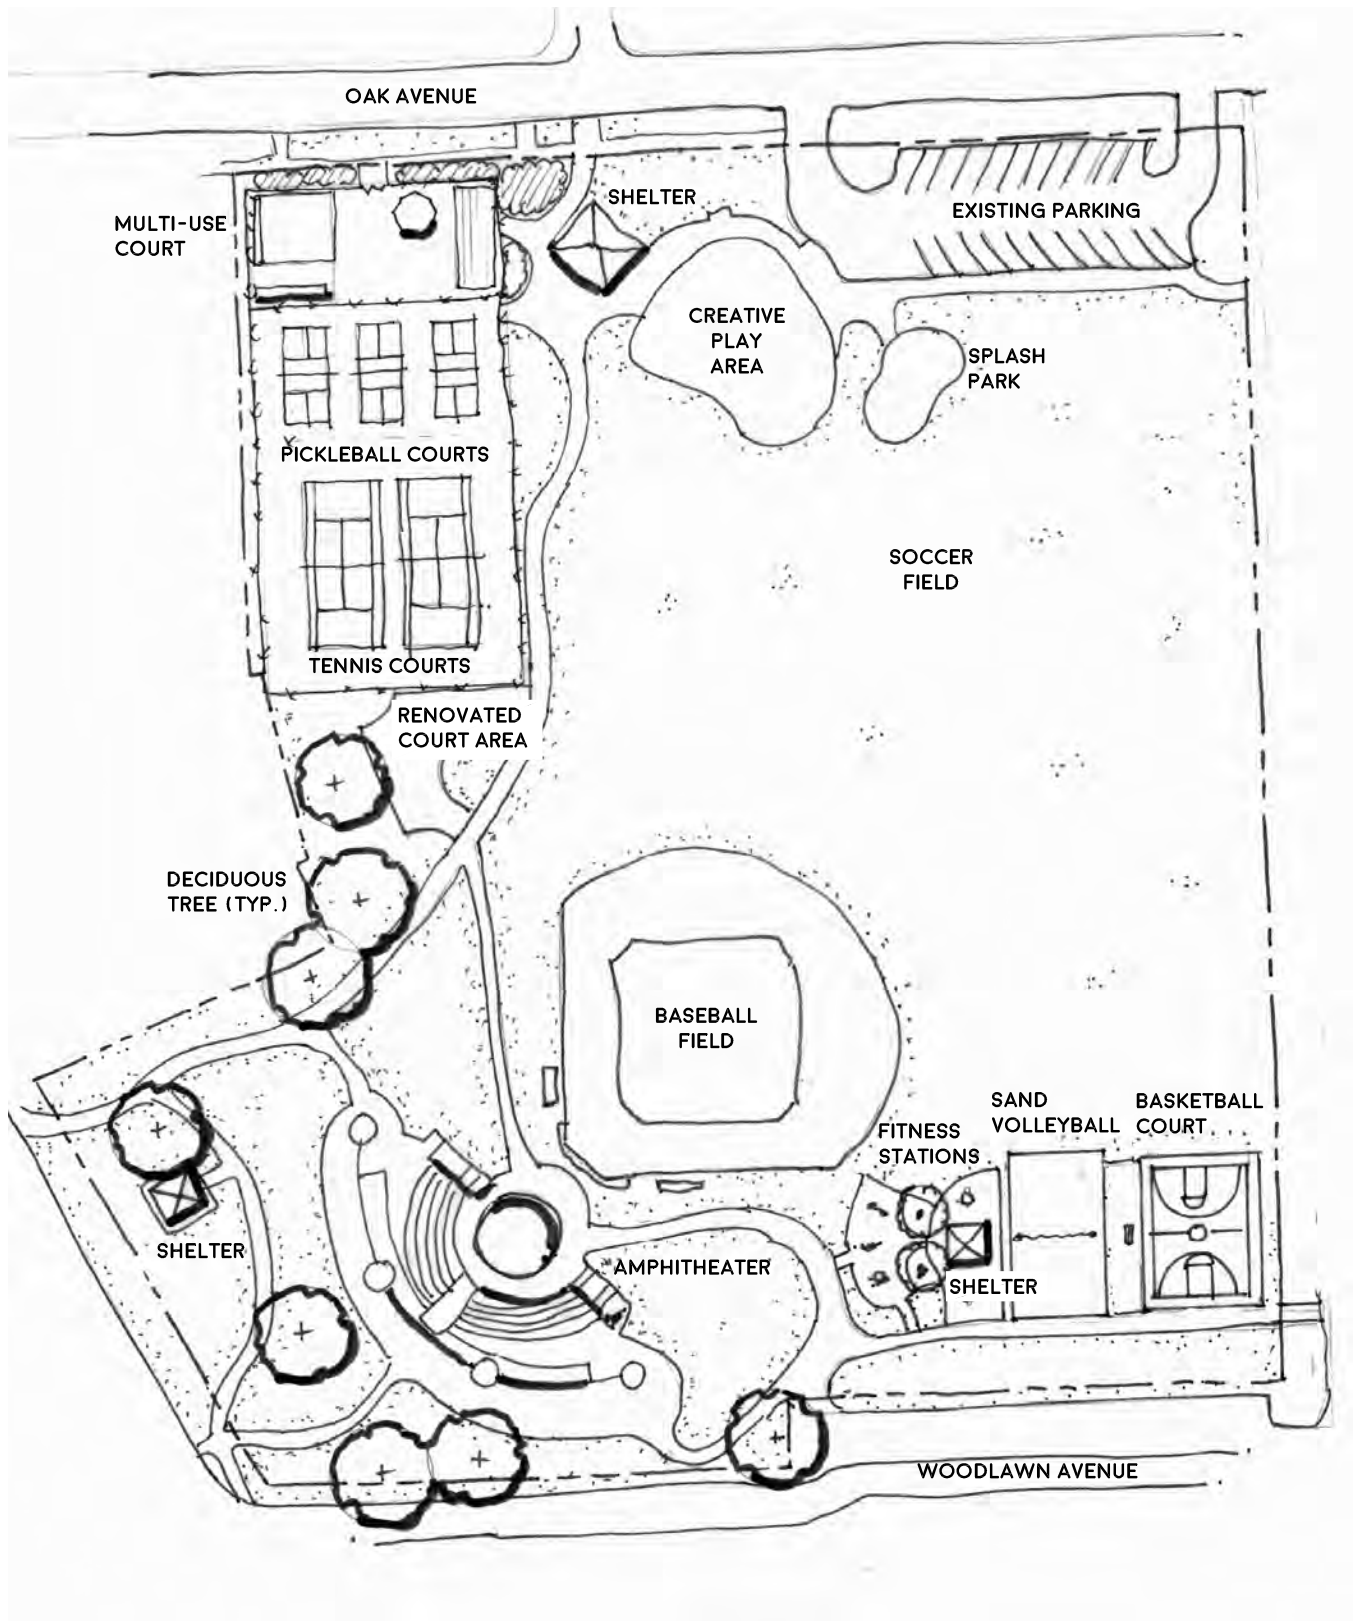 OAK AVENUE
SHELTER
EXISTING PARKING
MULTI-USE
COURT
CREATIVE
PLAY
AREA
SPLASH
PARK
PICKLEBALL COURTS
SOCCER
FIELD
TENNIS COURTS
RENOVATED
COURT AREA
DECIDUOUS
TREE (TYP.)
BASEBALL
FIELD
SAND
VOLLEYBALL
BASKETBALL
COURT
FITNESS
STATIONS
SHELTER
AMPHITHEATER
SHELTER
WOODLAWN AVENUE